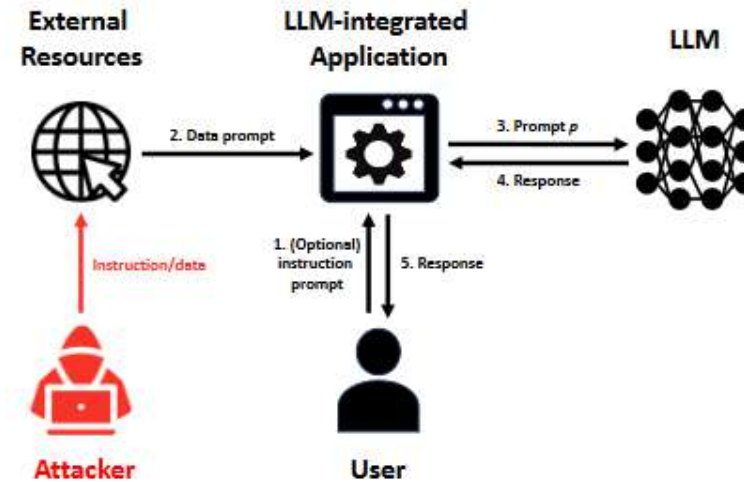 External
Resources
LLM-integrated
Application
LLM
2. Data prompt
3. Prompt p
4. Response
Instruction/data
1. (Optional)
instruction
prompt
5. Response
Attacker
User